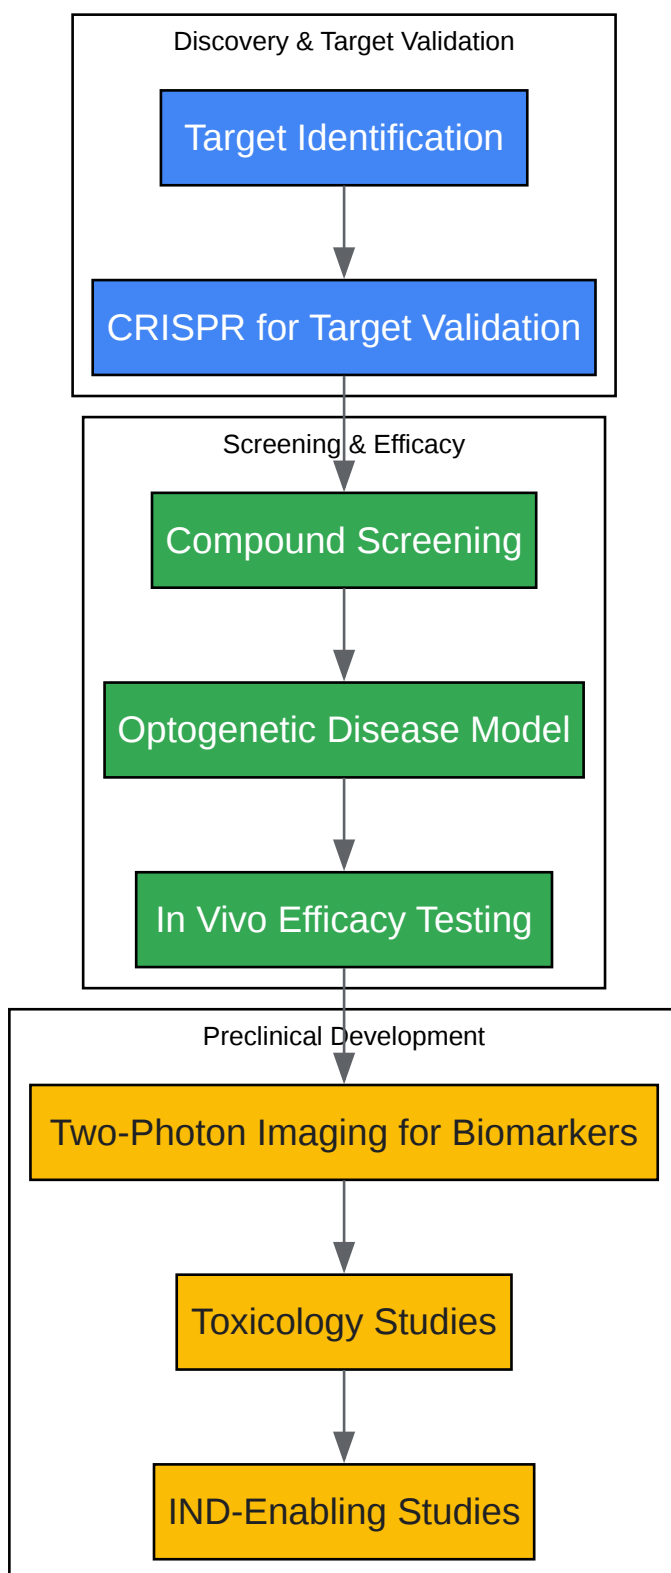 Discovery & Target Validation
Target Identification
CRISPR for Target Validation
Screening & Efficacy
Compound Screening
Optogenetic Disease Model
In Vivo Efficacy Testing
Preclinical Development
Two-Photon Imaging for Biomarkers
Toxicology Studies
IND-Enabling Studies